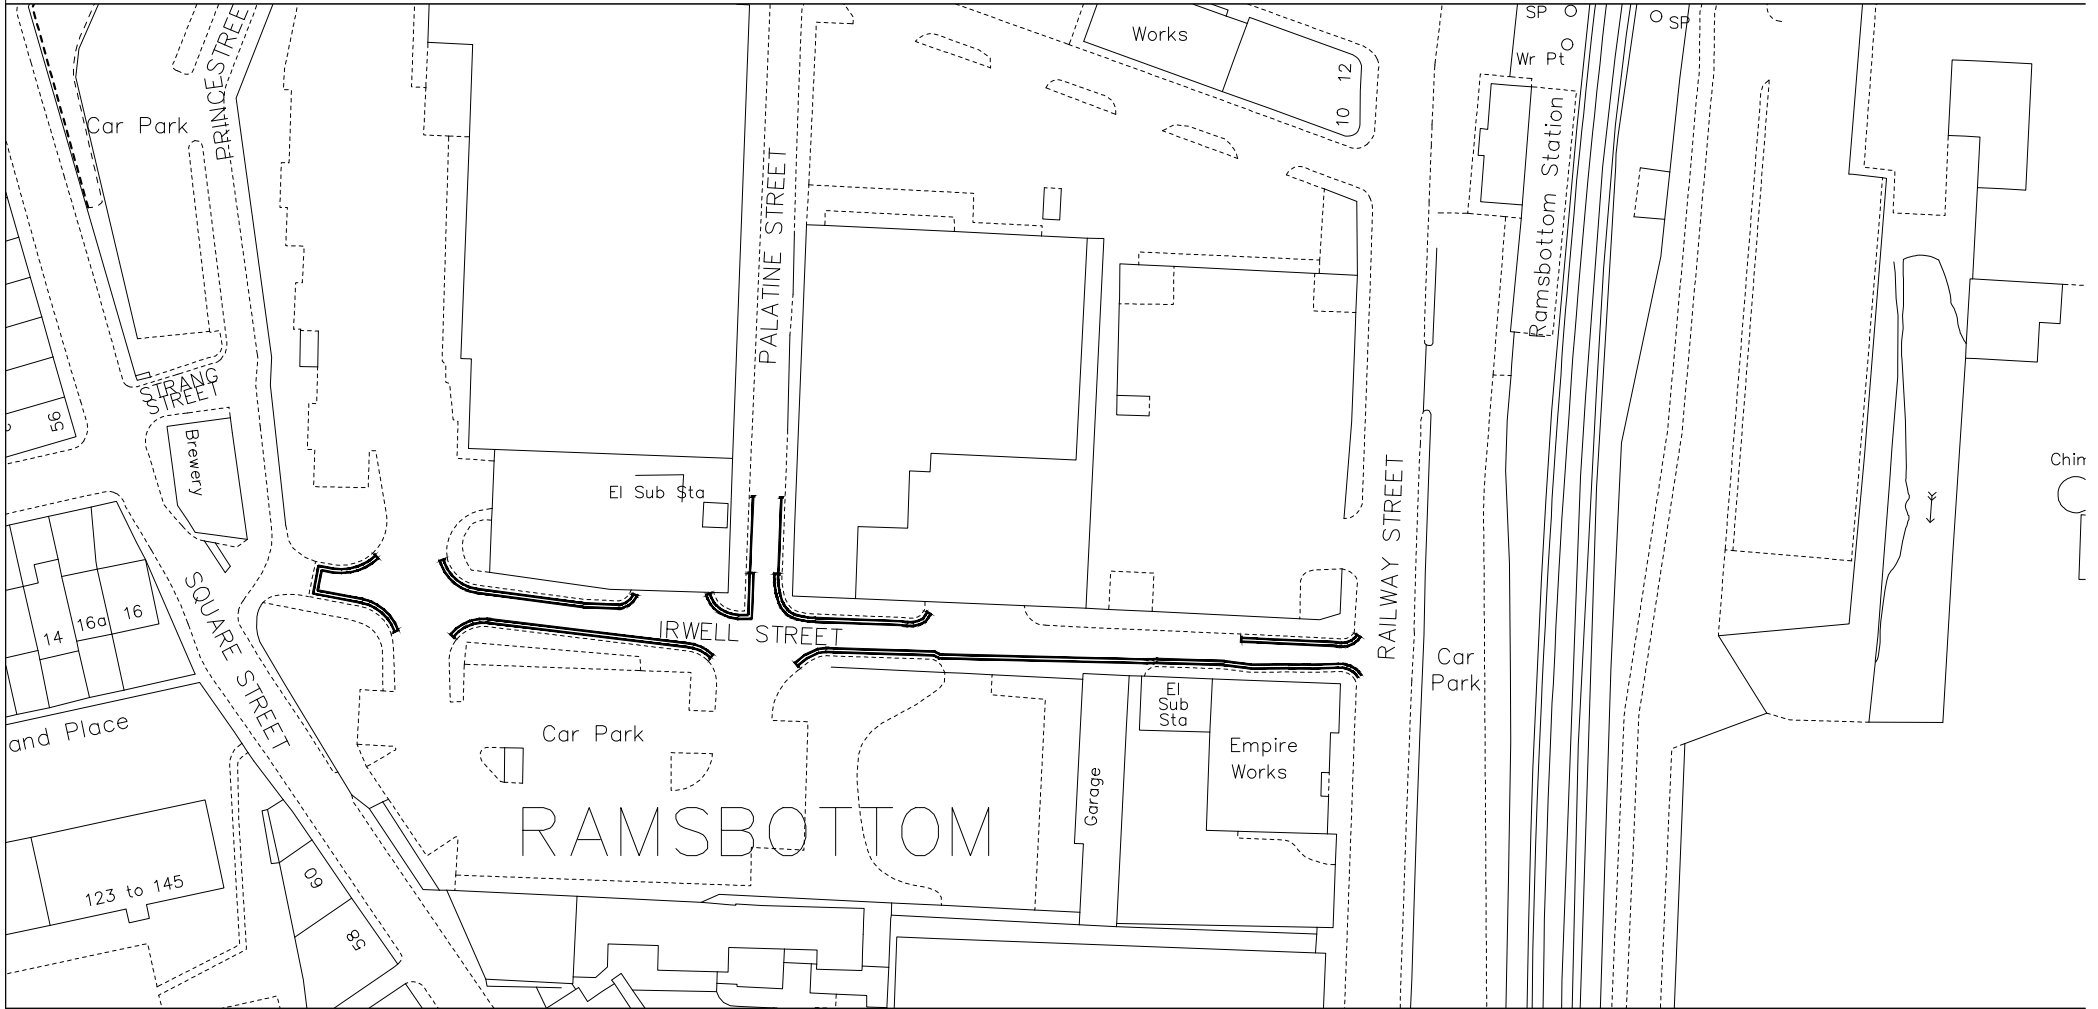 SP
SP
Works
Wr Pt
12
10
PRINCE STREET
Car Park
Ramsbottom Station
PALATINE STREET
STRANG
STREET
56
Brewery
El Sub Sta
Chim
RAILWAY STREET
SQUARE STREET
14
16a
16
IRWELL STREET
Car
Park
El
Sub
Sta
and Place
Car Park
Empire
Works
Garage
RAMSBOTTOM
123 to 145
60
58